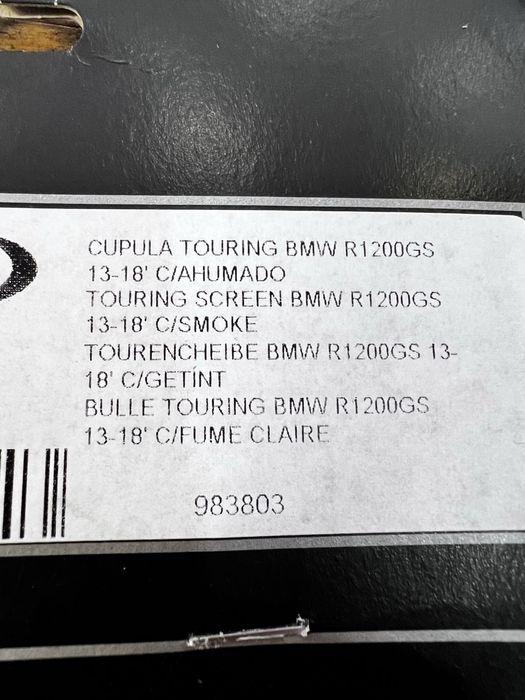 CUPULA TOURING BMW R1200GS
13-18' C/AHUMADO
TOURING SCREEN BMW R1200GS
13-18' C/SMOKE
TOURENCHEIBE BMW R1200GS 13-
18' C/GETINT
BULLE TOURING BMW R1200GS
13-18' C/FUME CLAIRE
983803